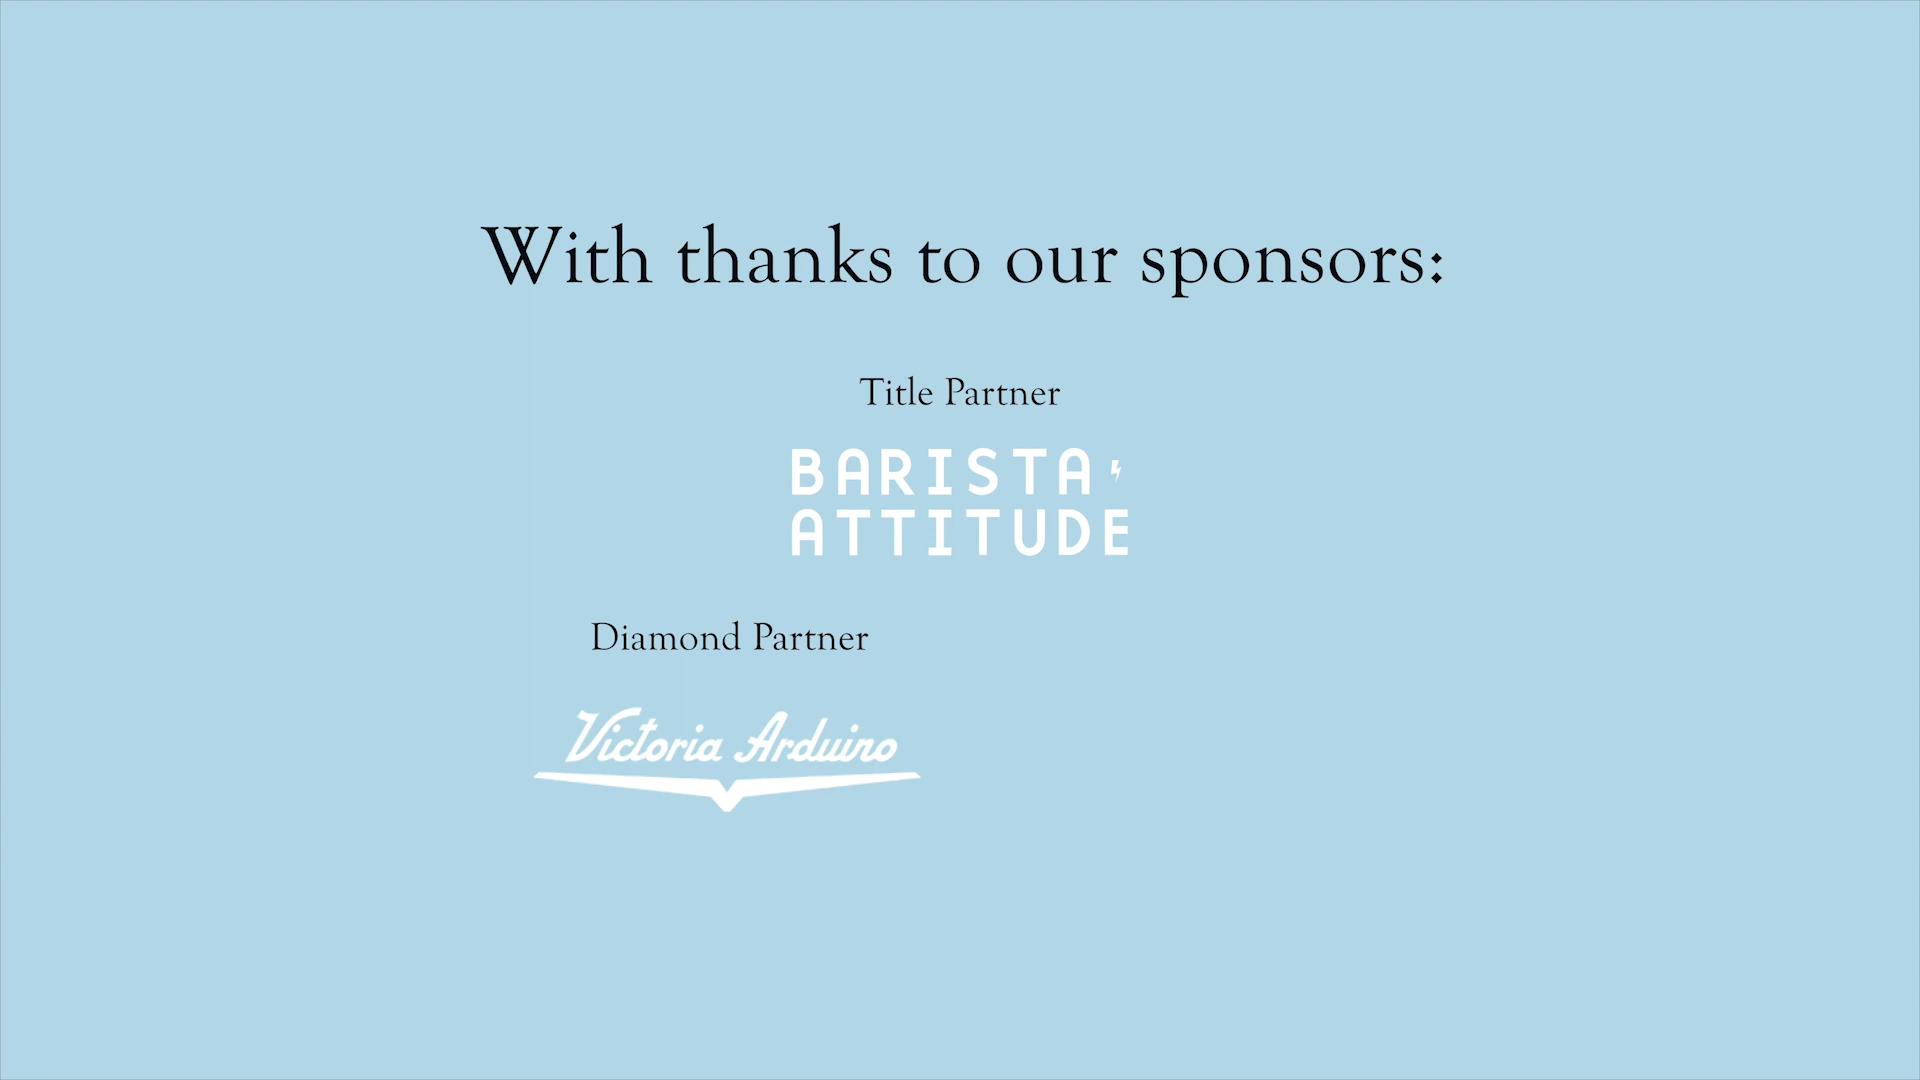 With thanks to our sponsors:
Title Partner
BARISTA
ATTITUDE
Diamond Partner
Victoria Arduino